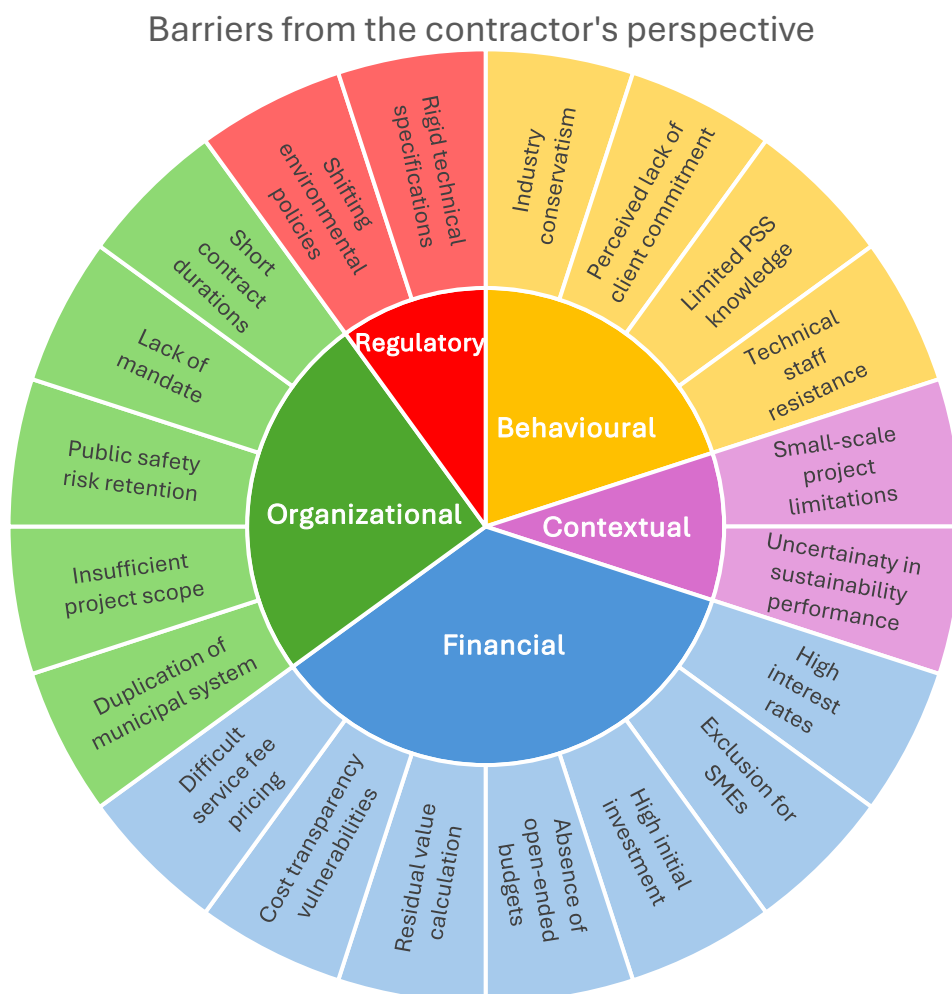 Barriers from the contractor's perspective
Industry
conservatism
Perceived lack of
client commitment
Limited PSS
knowledge
Technical
staff
resistance
Small-scale
project
limitations
Uncertainaty in
sustainability
performance
High
interest
rates
Exclusion for
SMEs
High initial
investment
Absence of
open-ended
budgets
Residual value
calculation
Cost transparency
vulnerabilities
Difficult
service fee
pricing
Duplication of
municipal system
Insufficient
project scope
Public safety
risk retention
Lack of
mandate
Short
contract
durations
Shifting
environmental
policies
Rigid technical
specifications
Regulatory
Behavioural
Contextual
Financial
Organizational